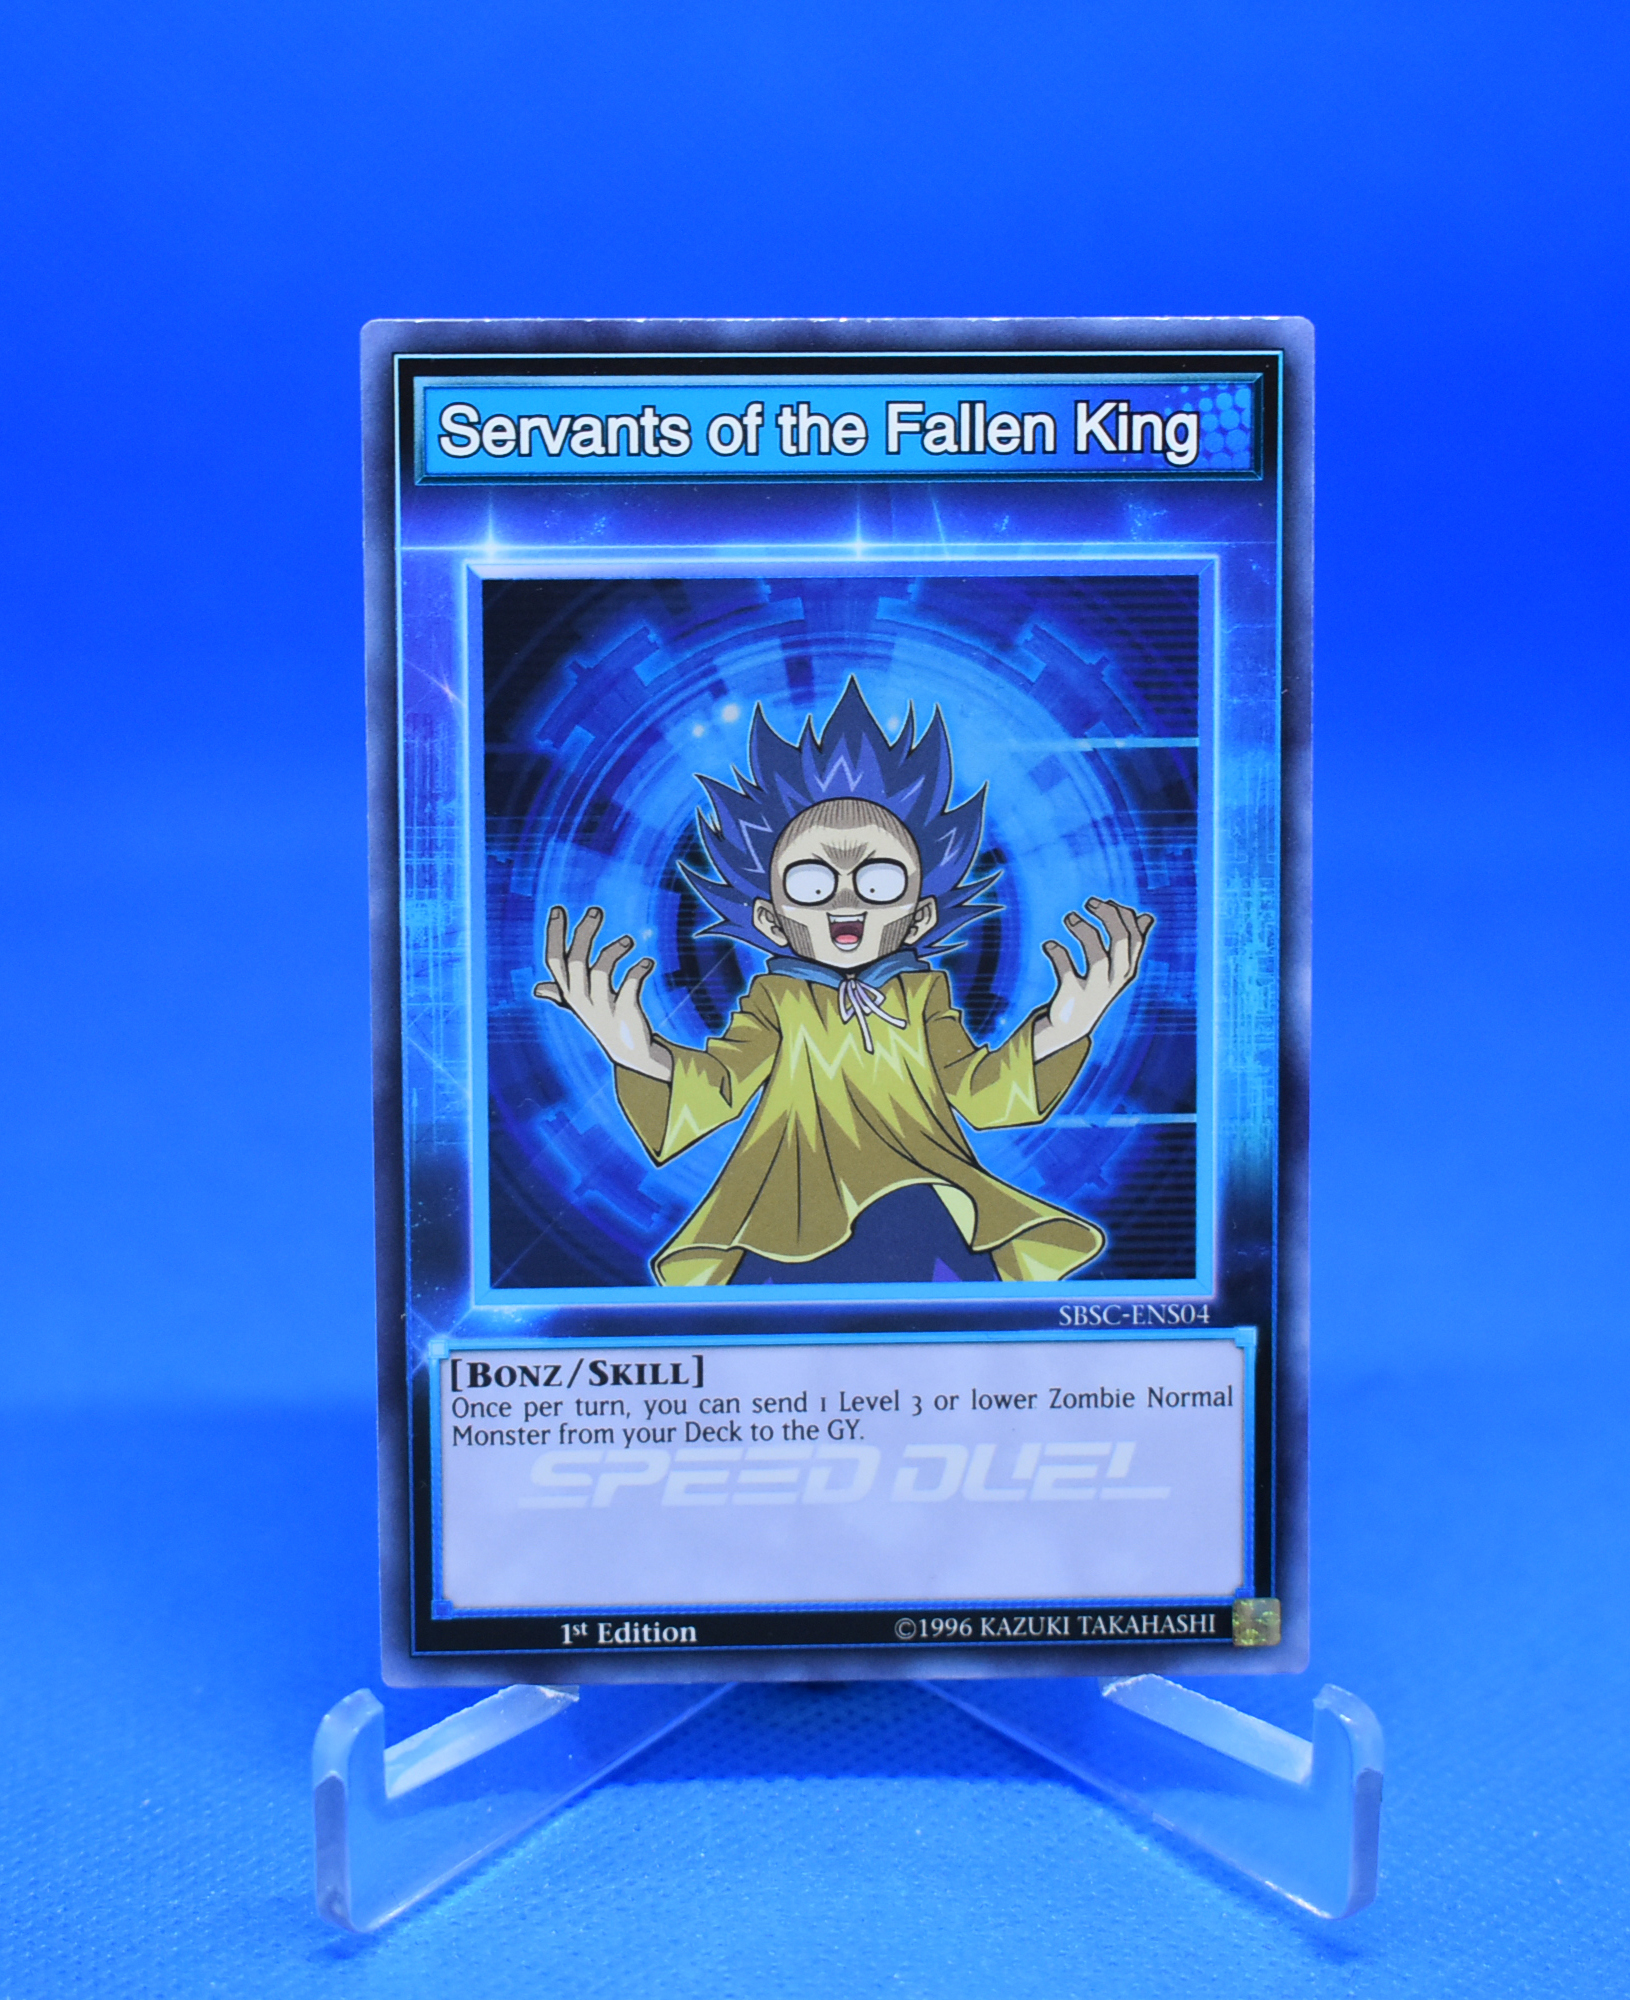 Servants of the Fallen King
SBSC-ENS04
[BONZ/SKILL]
Once per turn, you can send 1 Level 3 or lower Zombie Normal
Monster from your Deck to the GY.
SPEED DUEL
1st Edition
©1996 KAZUKI TAKAHASHI